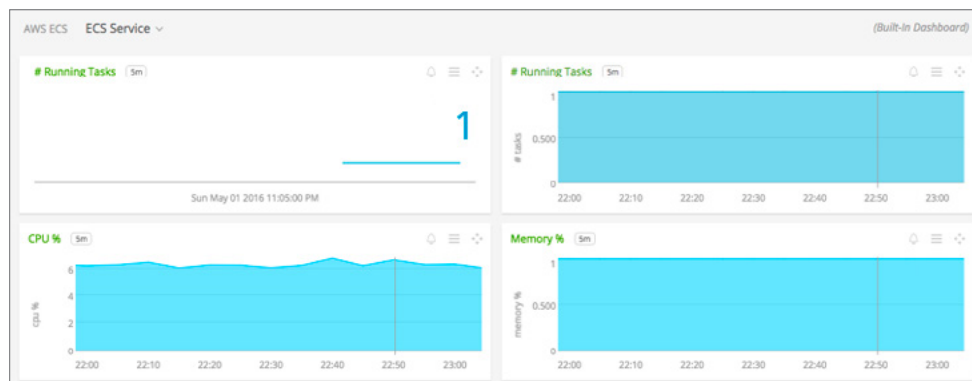 AWS ECS ECS Service (Built-In Dashboard)
# Running Tasks 5m
1
Sun May 01 2016 11:05:00 PM
# Running Tasks 5m
# tasks
1
0.500
0
22:00 22:10 22:20 22:30 22:40 22:50 23:00
CPU % 5m
cpu %
6
4
2
0
22:00 22:10 22:20 22:30 22:40 22:50 23:00
Memory % 5m
memory %
1
0.500
0
22:00 22:10 22:20 22:30 22:40 22:50 23:00